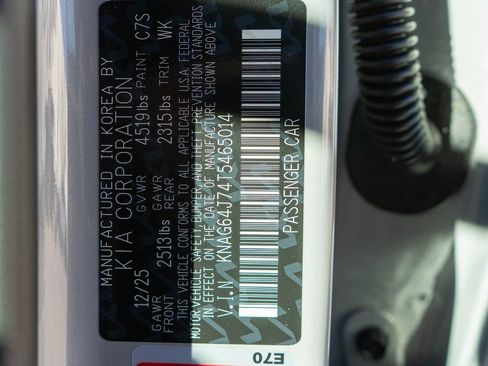 MANUFACTURED IN KOREA BY
KIA CORPORATION
12/25 GVWR 4519lbs PAINT C7S
GAWR FRONT 2513lbs GAWR REAR 2315lbs TRIM WK
THIS VEHICLE CONFORMS TO ALL APPLICABLE U.S.A. FEDERAL
MOTOR VEHICLE SAFETY, BUMPER, AND THEFT PREVENTION STANDARDS
IN EFFECT ON THE DATE OF MANUFACTURE SHOWN ABOVE
V.I.N
PASSENGER CAR
E70